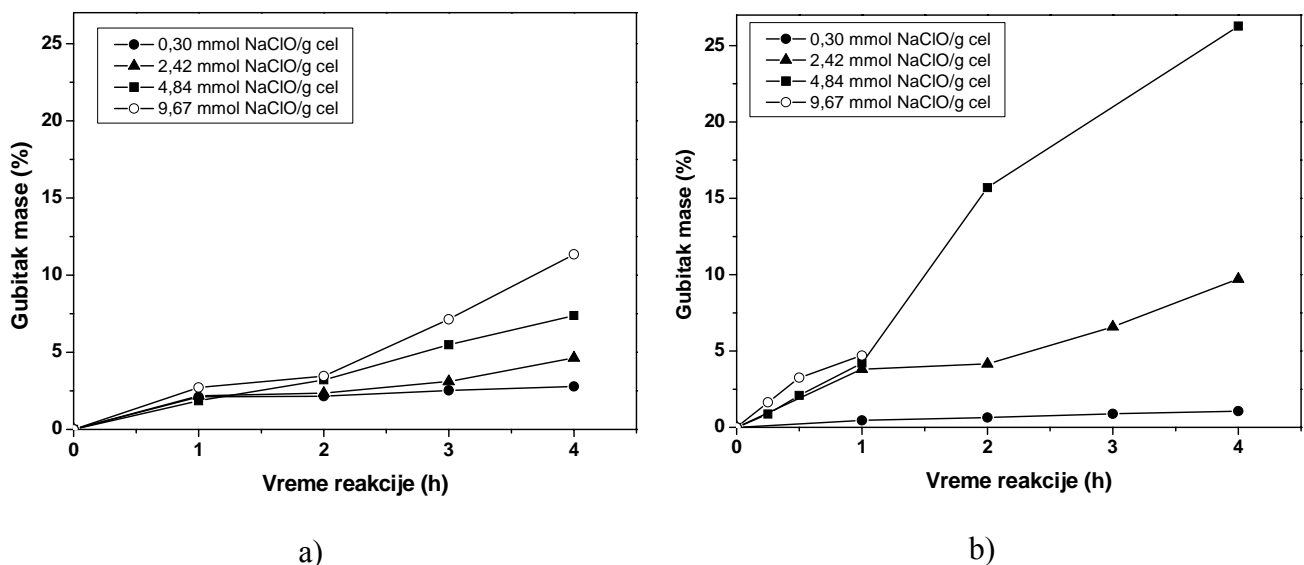 0,30 mmol NaClO/g cel
2,42 mmol NaClO/g cel
4,84 mmol NaClO/g cel
9,67 mmol NaClO/g cel
Gubitak mase (%)
25
20
15
10
5
0
0
1
2
3
4
Vreme reakcije (h)
a)
0,30 mmol NaClO/g cel
2,42 mmol NaClO/g cel
4,84 mmol NaClO/g cel
9,67 mmol NaClO/g cel
Gubitak mase (%)
25
20
15
10
5
0
0
1
2
3
4
Vreme reakcije (h)
b)